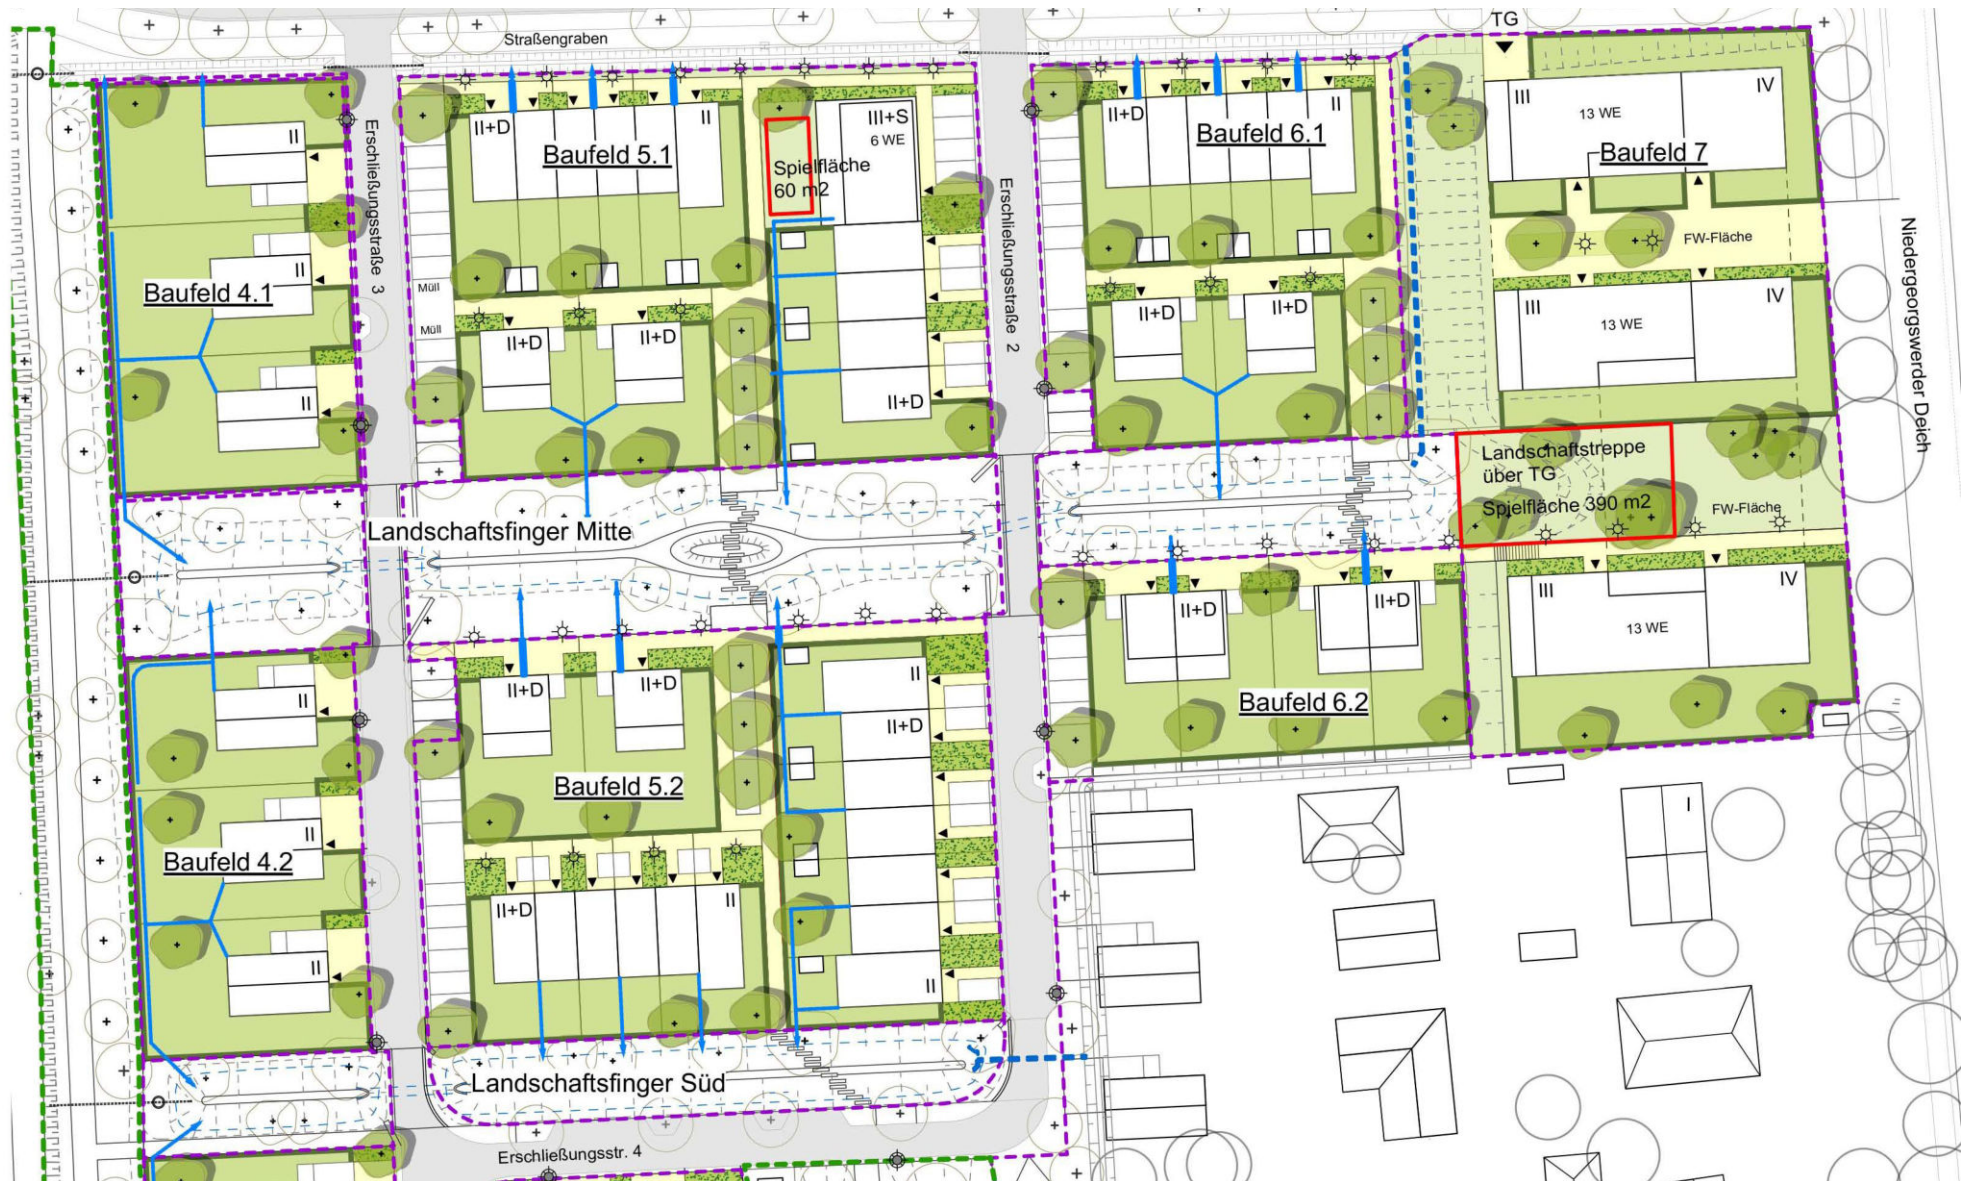 TG
Straßengraben
II
Erschließungsstraße 3
II+D
II
Baufeld 5.1
III+S
6 WE
Spielfläche
60 m2
II+D
II
Baufeld 6.1
III
13 WE
IV
Baufeld 7
Niedergeorgswerder Deich
FW-Fläche
II
Baufeld 4.1
Müll
Müll
II+D
II+D
Erschließungsstraße 2
II+D
II+D
III
13 WE
IV
II
II+D
Landschaftstreppe
über TG
Spielfläche 390 m2
FW-Fläche
Landschaftsfinger Mitte
II+D
II+D
III
13 WE
IV
II
II+D
II+D
II
II+D
Baufeld 6.2
Baufeld 5.2
I
II
Baufeld 4.2
II+D
II
II
II
Landschaftsfinger Süd
Erschließungsstr. 4